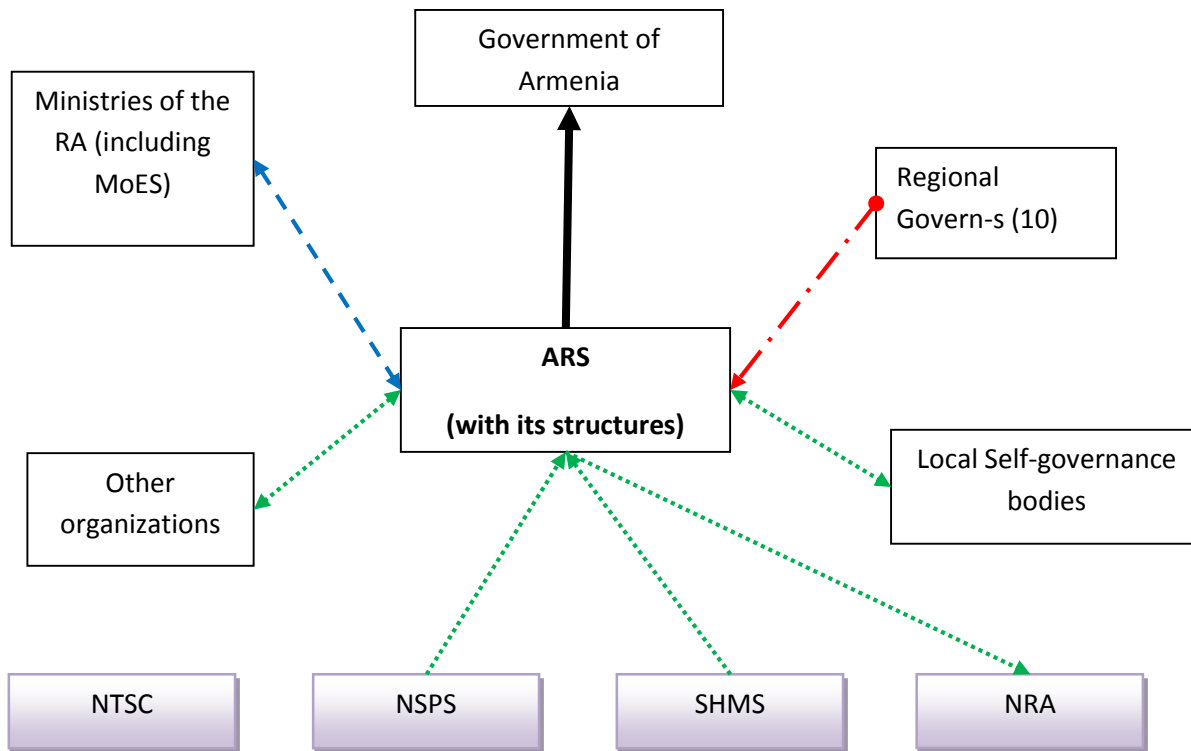 Government of
Armenia
Ministries of the
RA (including
MoES)
Regional
Govern-s (10)
ARS
(with its structures)
Other
organizations
Local Self-governance
bodies
NTSC
NSPS
SHMS
NRA